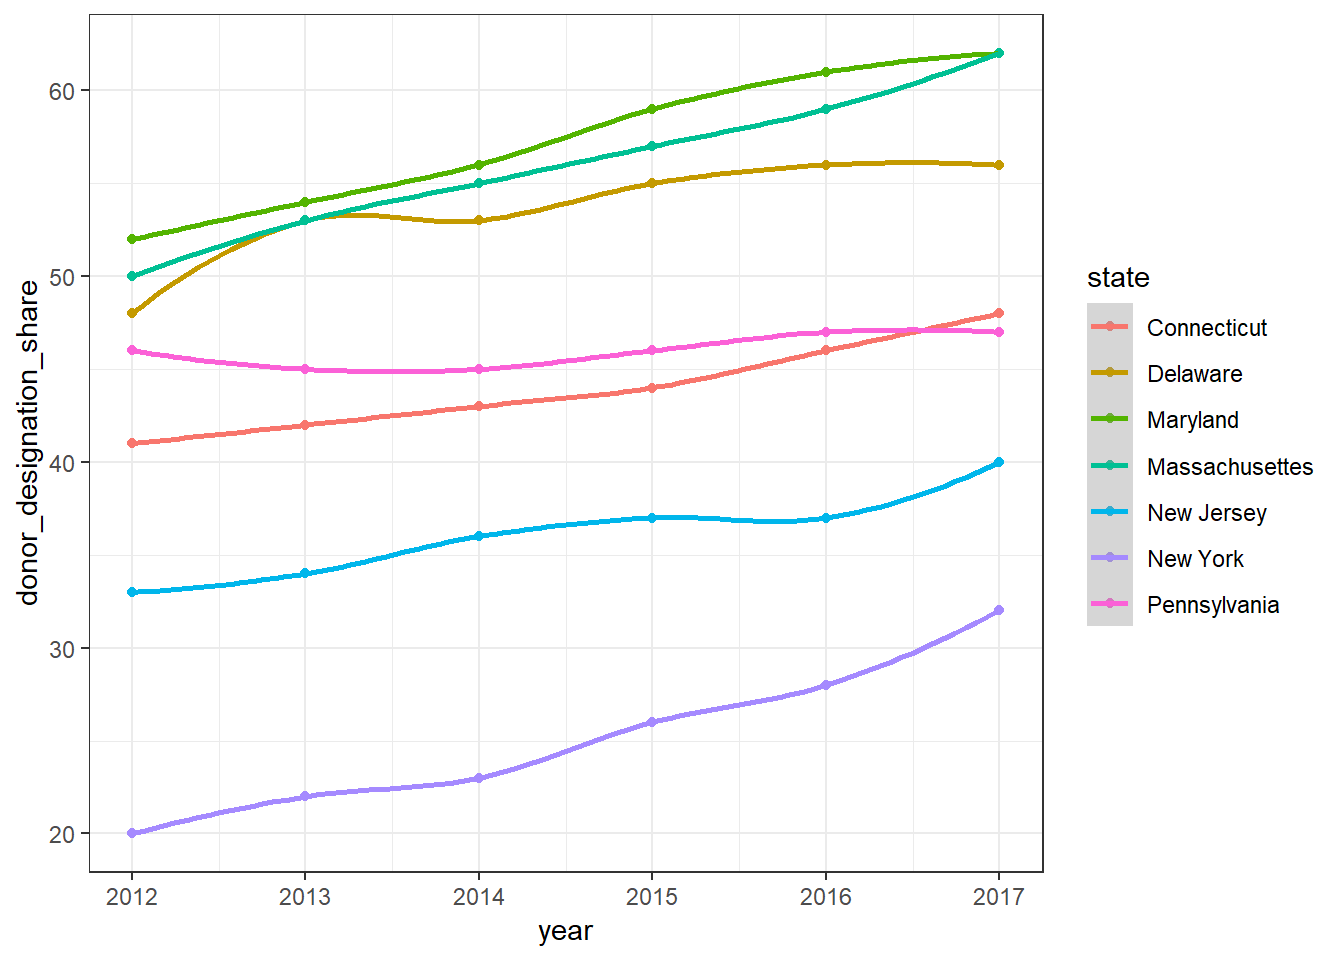 60
50
40
30
20
donor_designation_share
2012 2013 2014 2015 2016 2017
year
state
Connecticut
Delaware
Maryland
Massachusettes
New Jersey
New York
Pennsylvania